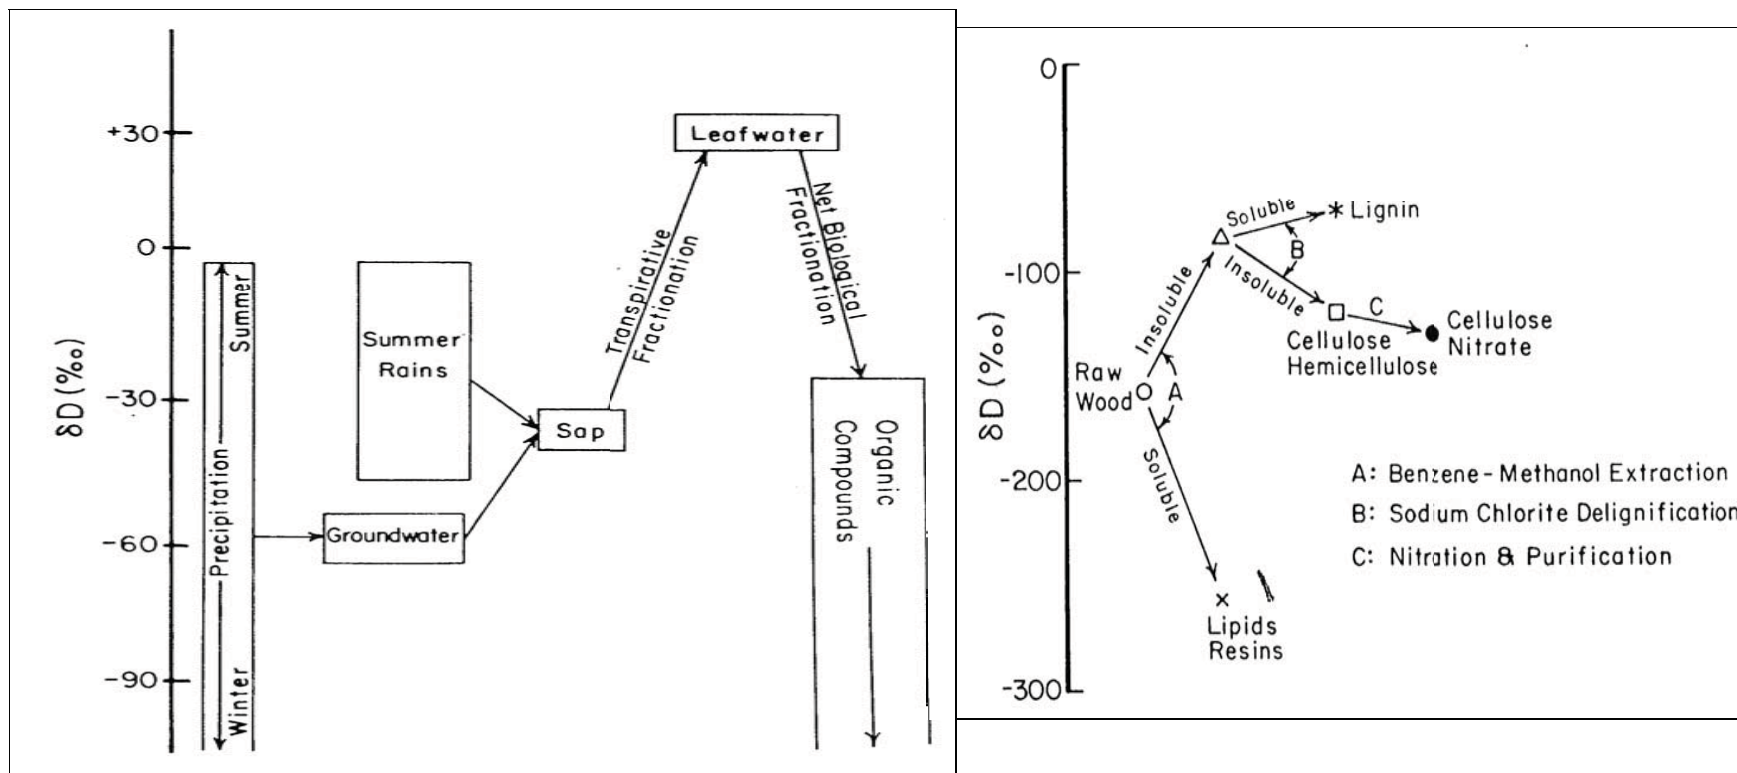 +30
0
-30
-60
-90
δD (‰)
Summer
Precipitation
Winter
Summer
Rains
Groundwater
Sap
Transpirative
Fractionation
Leafwater
Net Biological
Fractionation
Organic
Compounds
0
-100
-200
-300
δD (‰)
Raw
Wood
A
Insoluble
Soluble
Lipids
Resins
Soluble
Lignin
B
Insoluble
Cellulose
Hemicellulose
C
Cellulose
Nitrate
A: Benzene-Methanol Extraction
B: Sodium Chlorite Delignification
C: Nitration & Purification